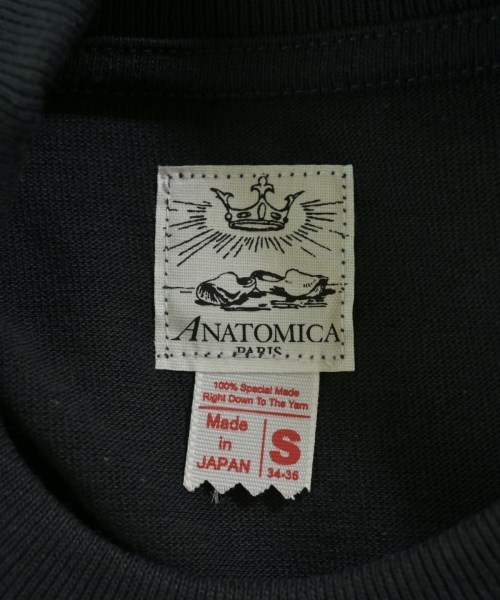 ANATOMICA
PARIS
100% Special Made
Right Down To The Yarn
Made
in
JAPAN
S
34-36